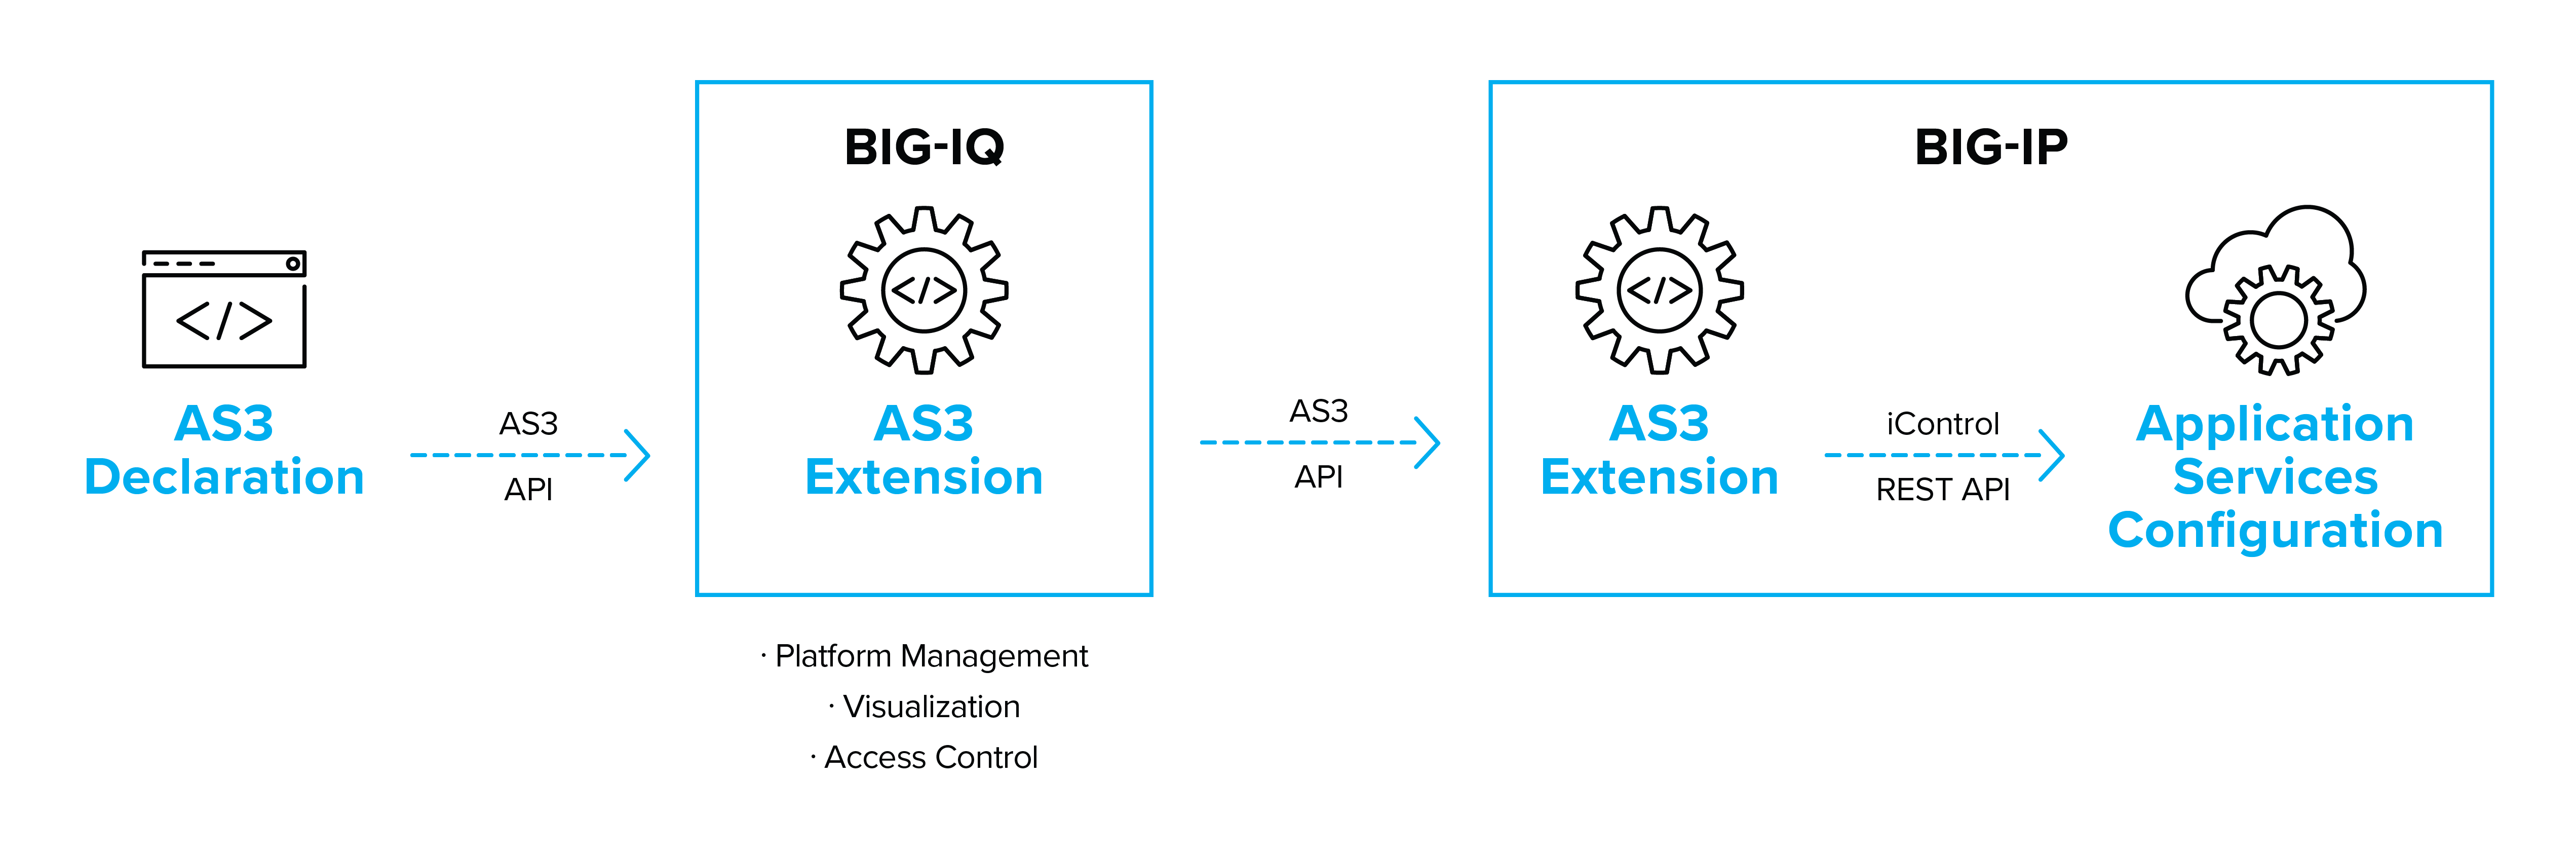 BIG-IQ
BIG-IP
</>
</>
</>
AS3
Declaration
AS3
API
AS3
Extension
AS3
API
AS3
Extension
iControl
REST API
Application
Services
Configuration
· Platform Management
· Visualization
· Access Control